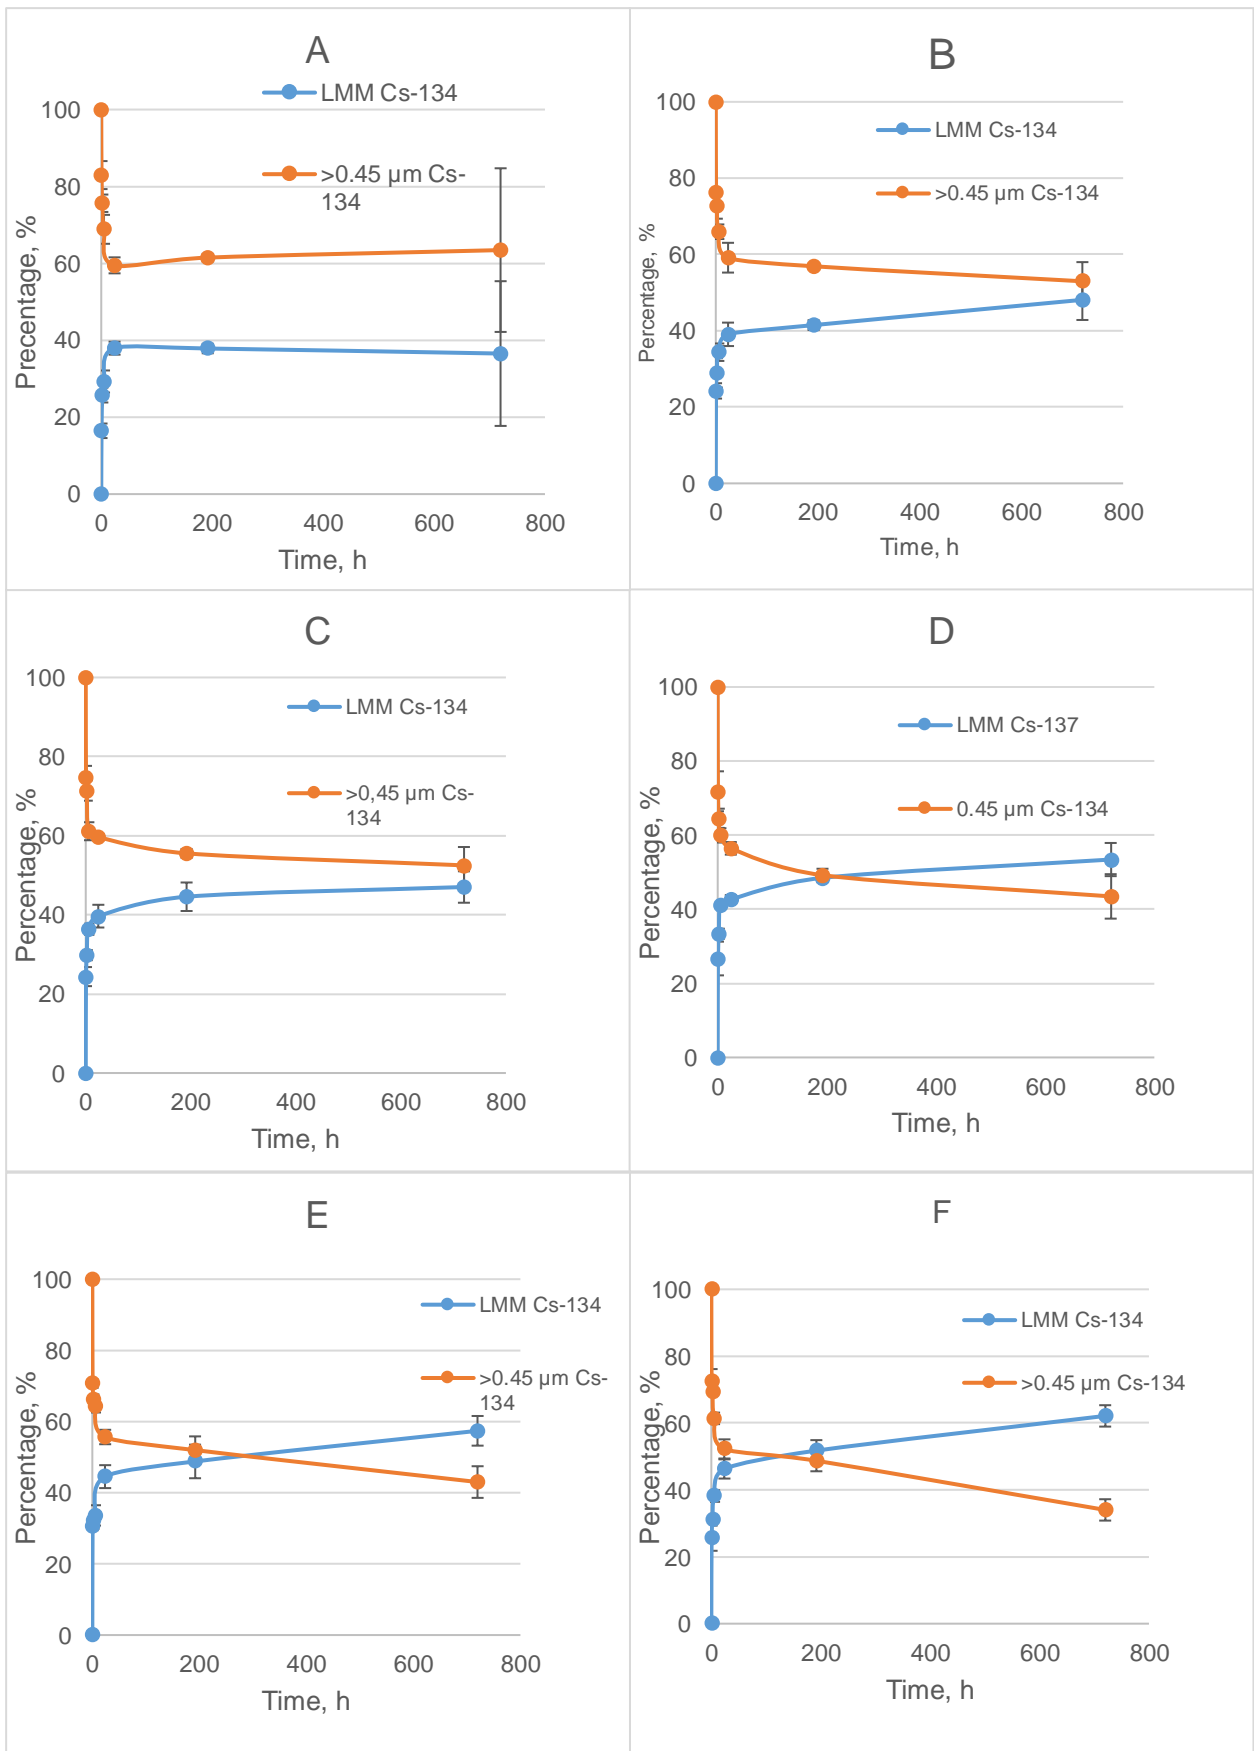 A
LMM Cs-134
>0.45 µm Cs-
134
100
80
60
40
20
0
Precentage, %
0 200 400 600 800
Time, h
B
LMM Cs-134
>0.45 µm Cs-134
100
80
60
40
20
0
Percentage, %
0 200 400 600 800
Time, h
C
LMM Cs-134
>0,45 µm Cs-
134
100
80
60
40
20
0
Percentage, %
0 200 400 600 800
Time, h
D
LMM Cs-137
0.45 µm Cs-134
100
80
60
40
20
0
Percentage, %
0 200 400 600 800
Time, h
E
LMM Cs-134
>0.45 µm Cs-
134
100
80
60
40
20
0
Percentage, %
0 200 400 600 800
Time, h
F
LMM Cs-134
>0.45 µm Cs-134
100
80
60
40
20
0
Percentage, %
0 200 400 600 800
Time, h